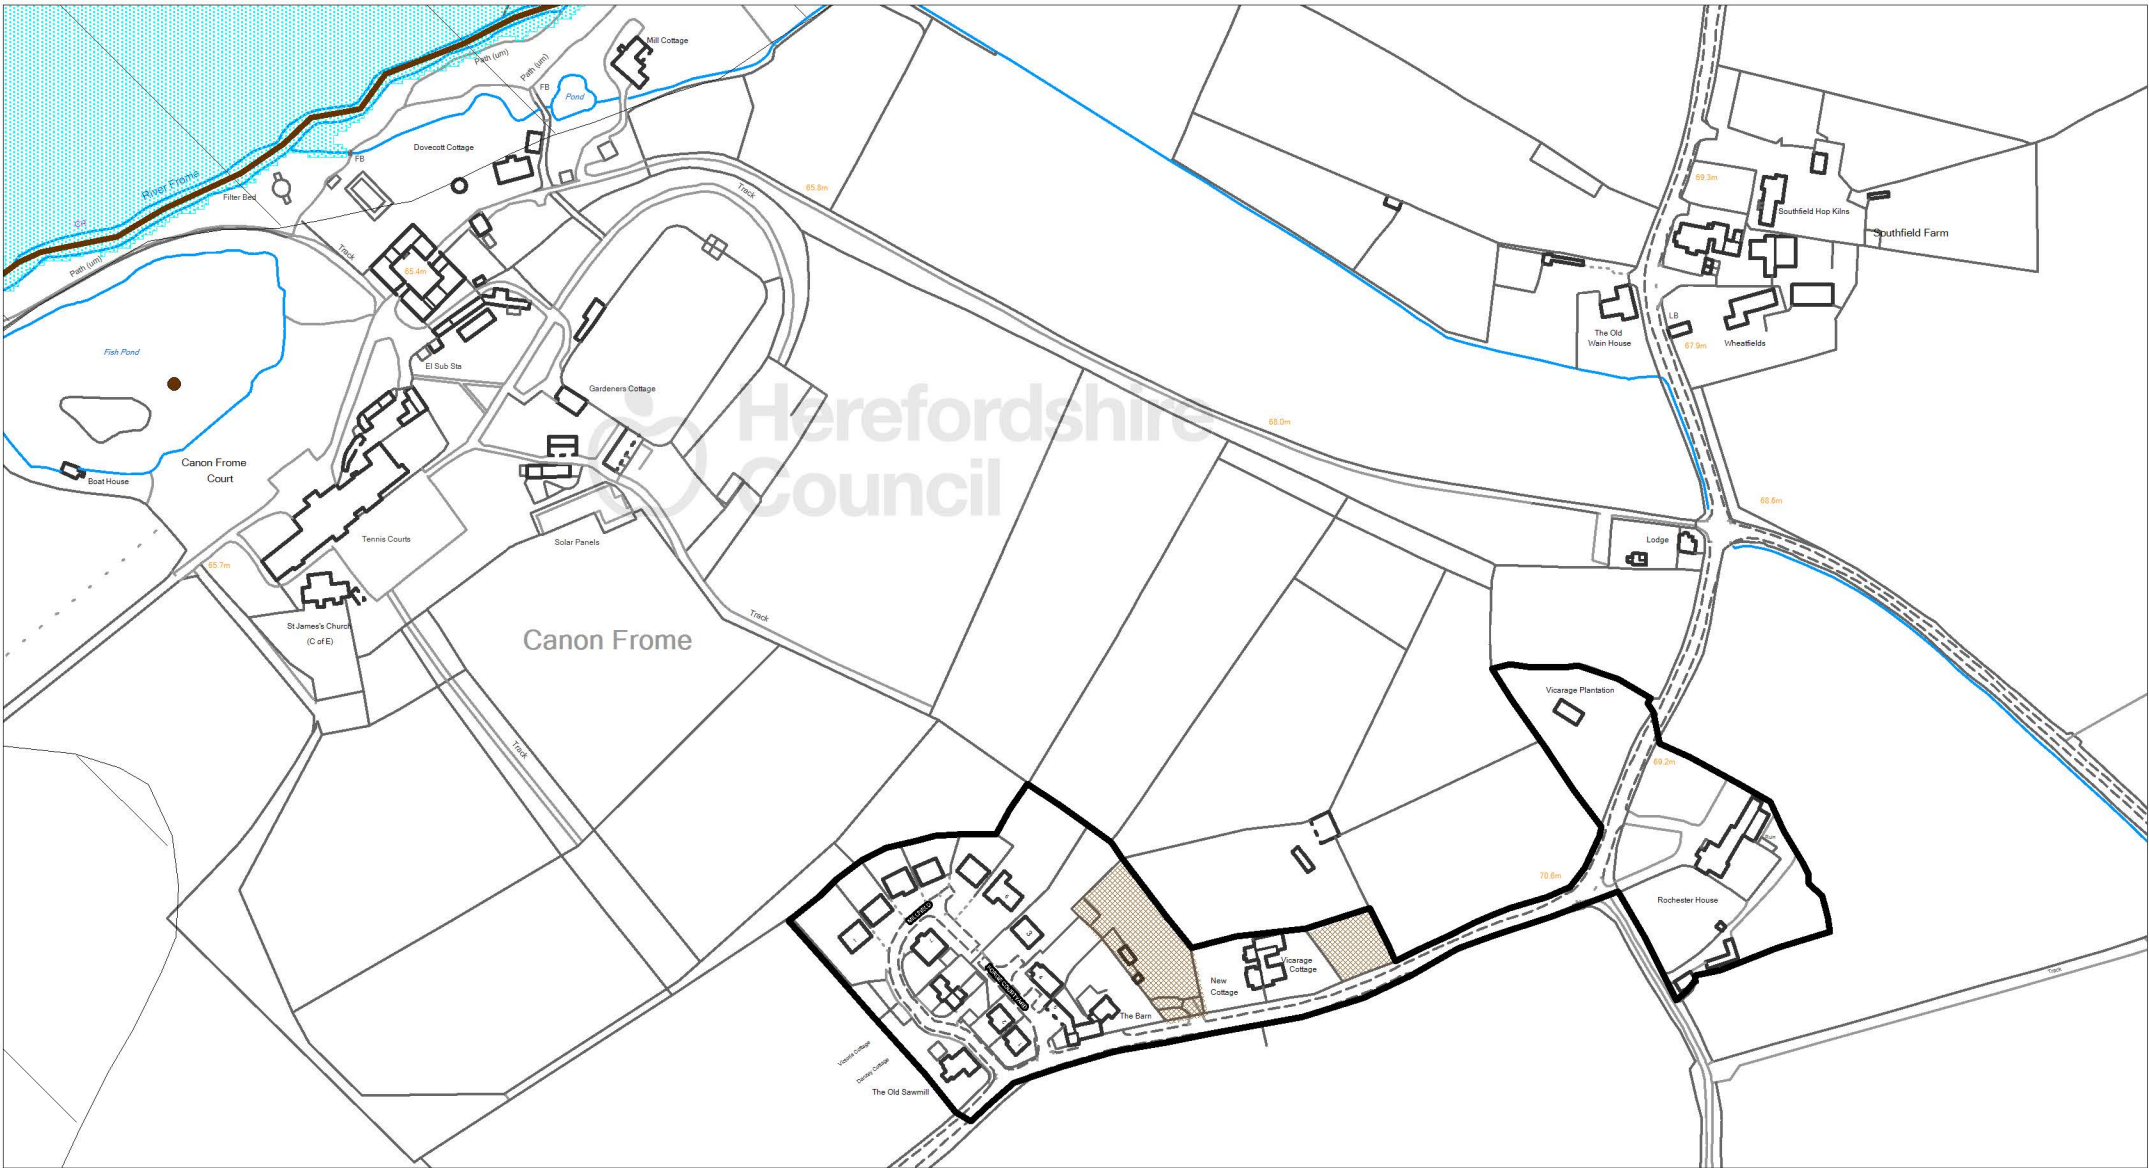 Mill Cottage
Path (um)
Path (um)
FB
Pond
Dovecott Cottage
FB
River Frome
Filter Bed
CR
Path (um)
Track
Track
65.8m
65.4m
69.3m
Southfield Hop Kilns
Southfield Farm
Fish Pond
El Sub Sta
Gardeners Cottage
The Old
Wain House
LB
67.9m
Wheatfields
Herefordshire
Council
68.0m
Canon Frome
Court
Boat House
Tennis Courts
Solar Panels
68.8m
Lodge
65.7m
St James's Church
(C of E)
Canon Frome
Track
Track
Vicarage Plantation
69.2m
Ruin
70.6m
Rochester House
MILLFIELD
New
Cottage
Vicarage
Cottage
The Barn
Track
Victoria Cottage
The Old Sawmill